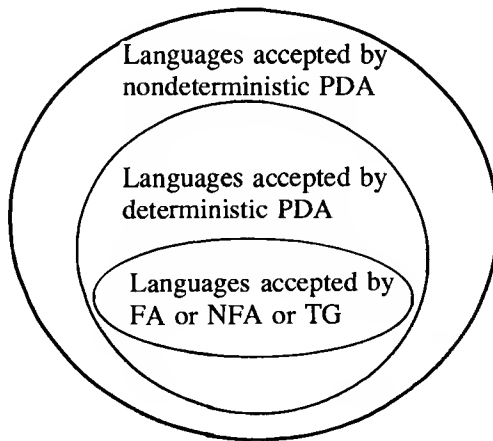 Languages accepted by
nondeterministic PDA
Languages accepted by
deterministic PDA
Languages accepted by
FA or NFA or TG